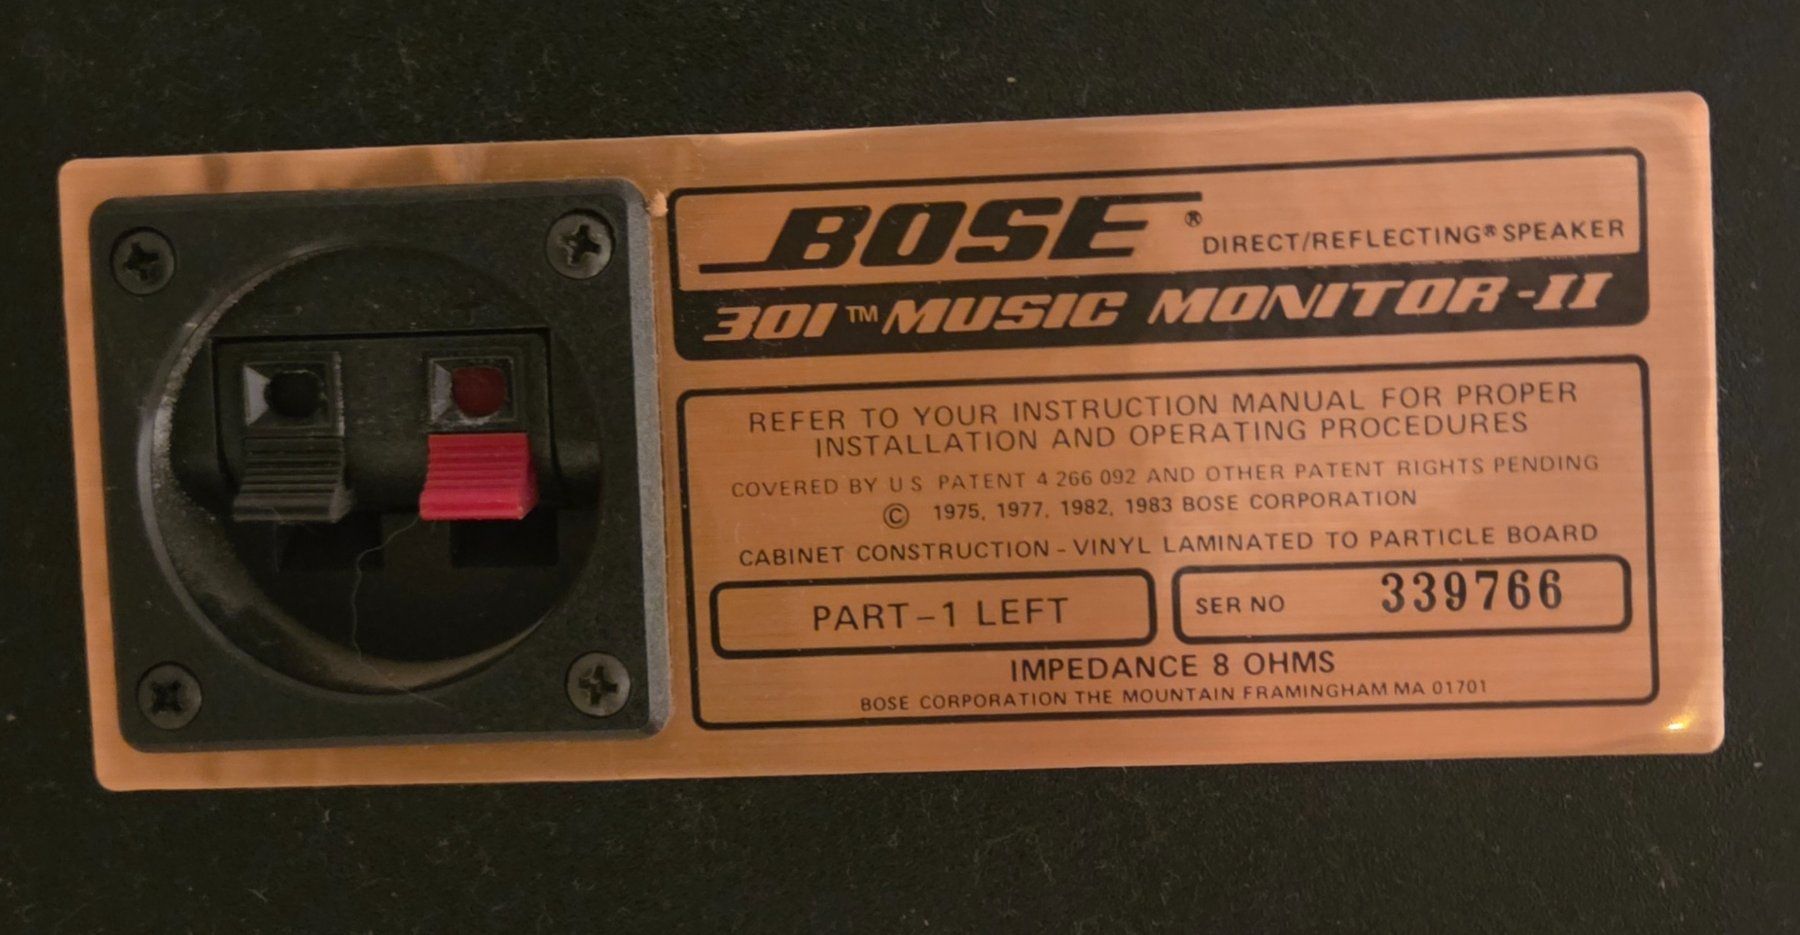 BOSE® DIRECT/REFLECTING® SPEAKER
301™ MUSIC MONITOR-II
REFER TO YOUR INSTRUCTION MANUAL FOR PROPER
INSTALLATION AND OPERATING PROCEDURES
COVERED BY U S PATENT 4 266 092 AND OTHER PATENT RIGHTS PENDING
© 1975, 1977, 1982, 1983 BOSE CORPORATION
CABINET CONSTRUCTION - VINYL LAMINATED TO PARTICLE BOARD
PART-1 LEFT
SER NO 339766
IMPEDANCE 8 OHMS
BOSE CORPORATION THE MOUNTAIN FRAMINGHAM MA 01701